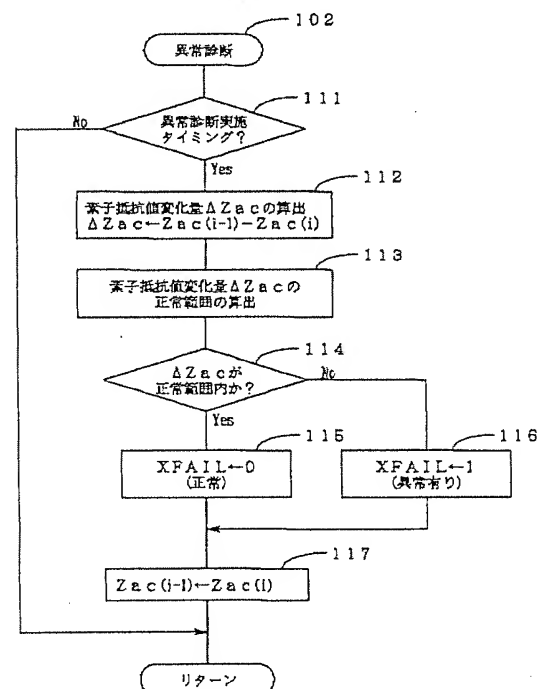 102
異常診断
111
No
異常診断実施
タイミング?
Yes
112
素子抵抗値変化量ΔZacの算出
ΔZac←Zac(i-1)-Zac(i)
113
素子抵抗値変化量ΔZacの
正常範囲の算出
114
ΔZacが
正常範囲内か?
No
Yes
115
XFAIL←0
(正常)
116
XFAIL←1
(異常有り)
117
Zac(i-1)←Zac(i)
リターン